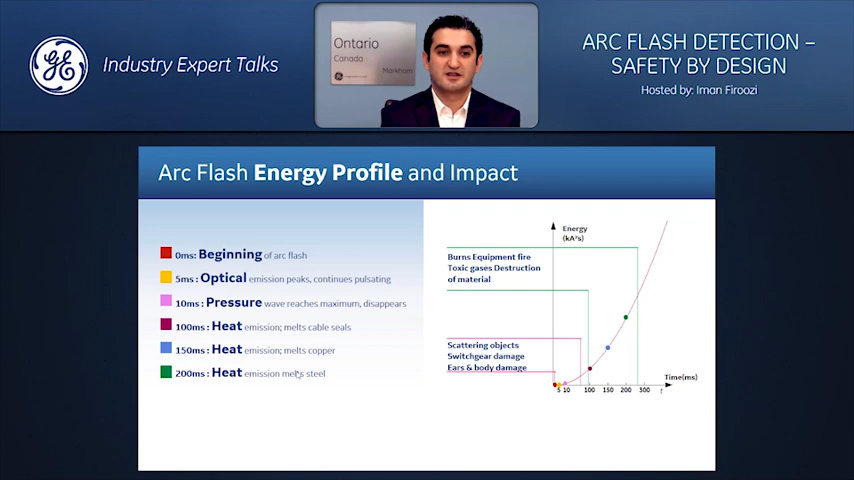 GE
Industry Expert Talks
Ontario
Canada
Markham
ARC FLASH DETECTION –
SAFETY BY DESIGN
Hosted by: Iman Firoozi
Arc Flash Energy Profile and Impact
0ms: Beginning of arc flash
5ms : Optical emission peaks, continues pulsating
10ms : Pressure wave reaches maximum, disappears
100ms : Heat emission; melts cable seals
150ms : Heat emission; melts copper
200ms : Heat emission melts steel
Energy
(kA²s)
Burns Equipment fire
Toxic gases Destruction
of material
Scattering objects
Switchgear damage
Ears & body damage
Time(ms)
5 10 100 150 200 300 t